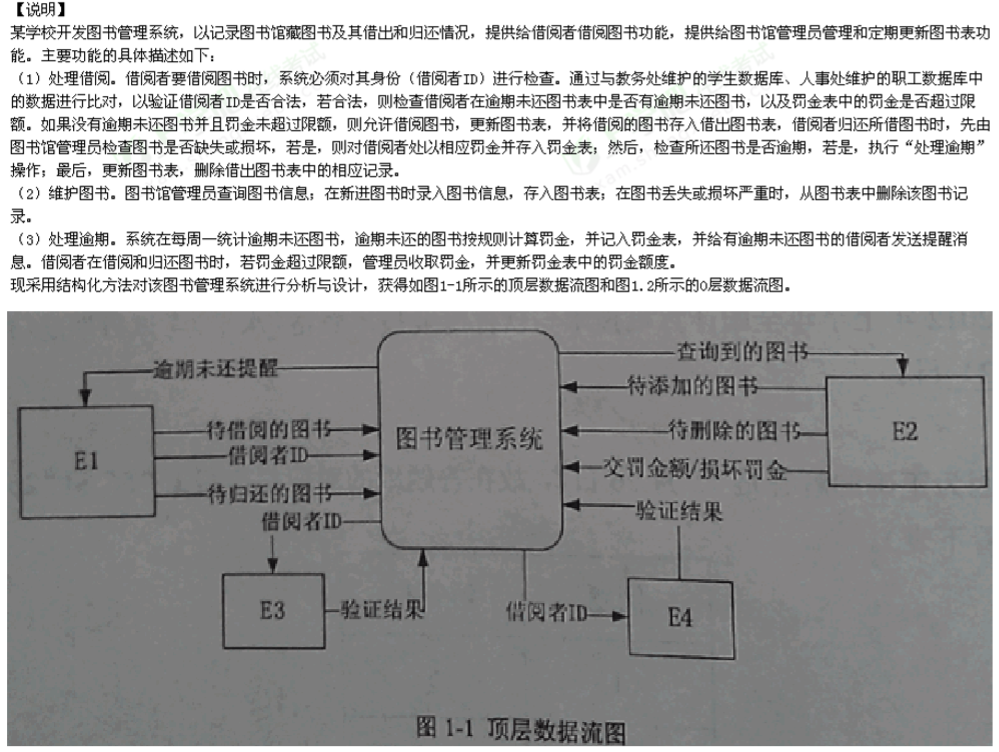 【说明】
某学校开发图书管理系统，以记录图书馆藏图书及其借出和归还情况，提供给借阅者借阅图书功能，提供给图书馆管理员管理和定期更新图书表功
能。主要功能的具体描述如下：
（1）处理借阅。借阅者要借阅图书时，系统必须对其身份（借阅者ID）进行检查。通过与教务处维护的学生数据库、人事处维护的职工数据库中
的数据进行比对，以验证借阅者ID是否合法，若合法，则检查借阅者在逾期未还图书表中是否有逾期未还图书，以及罚金表中的罚金是否超过限
额。如果没有逾期未还图书并且罚金未超过限额，则允许借阅图书，更新图书表，并将借阅的图书存入借出图书表，借阅者归还所借图书时，先由
图书馆管理员检查图书是否缺失或损坏，若是，则对借阅者处以相应罚金并存入罚金表；然后，检查所还图书是否逾期，若是，执行“处理逾期”
操作；最后，更新图书表，删除借出图书表中的相应记录。
（2）维护图书。图书馆管理员查询图书信息；在新进图书时录入图书信息，存入图书表；在图书丢失或损坏严重时，从图书表中删除该图书记
录。
（3）处理逾期。系统在每周一统计逾期未还图书，逾期未还的图书按规则计算罚金，并记入罚金表，并给有逾期未还图书的借阅者发送提醒消
息。借阅者在借阅和归还图书时，若罚金超过限额，管理员收取罚金，并更新罚金表中的罚金额度。
现采用结构化方法对该图书管理系统进行分析与设计，获得如图1-1所示的顶层数据流图和图1.2所示的0层数据流图。
查询到的图书
逾期未还提醒
待添加的图书
待借阅的图书
图书管理系统
待删除的图书
E2
E1
借阅者ID
交罚金额/损坏罚金
待归还的图书
验证结果
借阅者ID
E3
验证结果
借阅者ID
E4
图 1-1 顶层数据流图